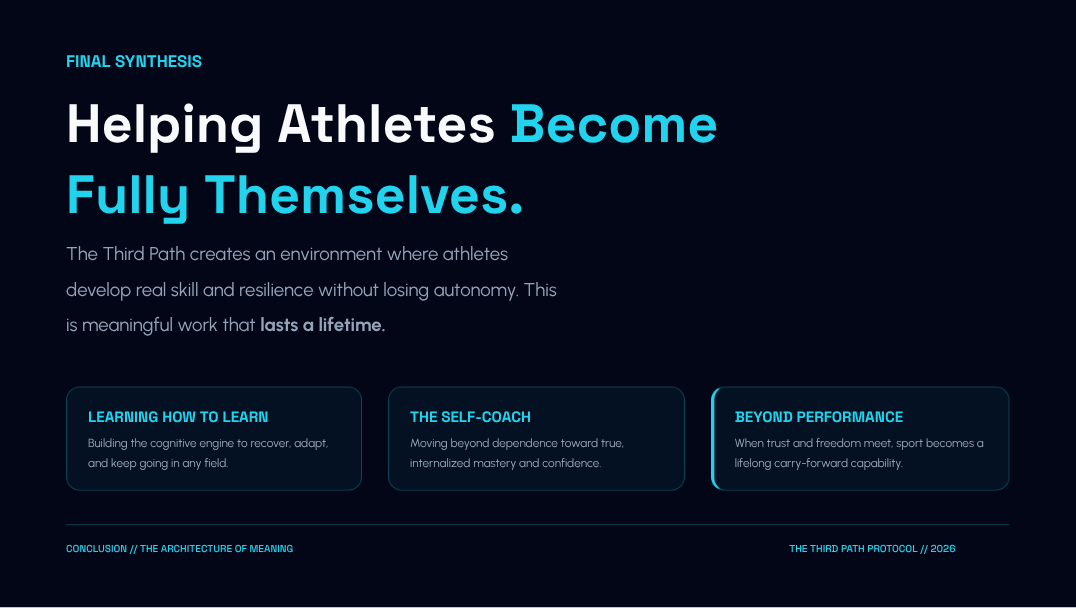 FINAL SYNTHESIS
Helping Athletes Become
Fully Themselves.
The Third Path creates an environment where athletes
develop real skill and resilience without losing autonomy. This
is meaningful work that lasts a lifetime.
LEARNING HOW TO LEARN
Building the cognitive engine to recover, adapt,
and keep going in any field.
THE SELF-COACH
Moving beyond dependence toward true,
internalized mastery and confidence.
BEYOND PERFORMANCE
When trust and freedom meet, sport becomes a
lifelong carry-forward capability.
CONCLUSION // THE ARCHITECTURE OF MEANING
THE THIRD PATH PROTOCOL // 2026